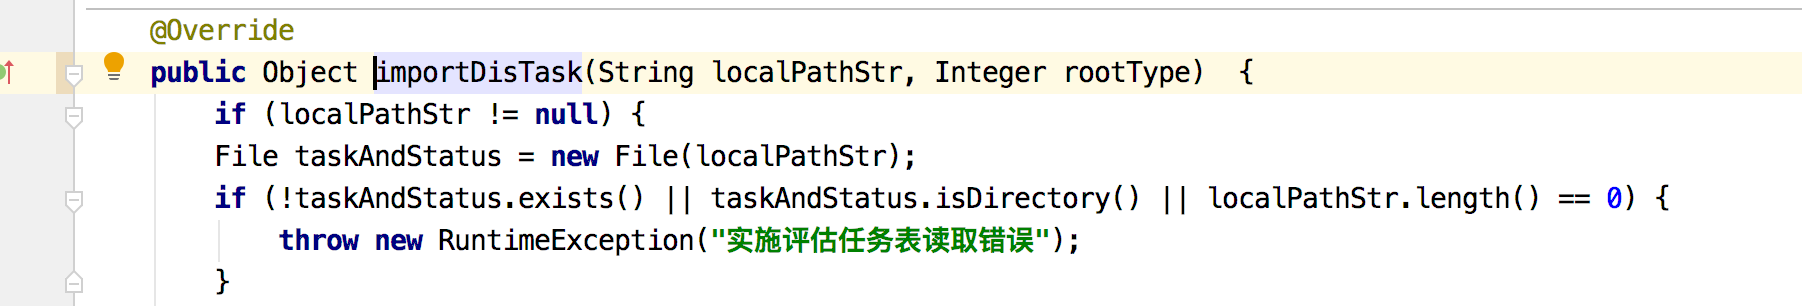 @Override
public Object importDisTask(String localPathStr, Integer rootType)  {
if (localPathStr != null) {
File taskAndStatus = new File(localPathStr);
if (!taskAndStatus.exists() || taskAndStatus.isDirectory() || localPathStr.length() == 0) {
throw new RuntimeException("实施评估任务表读取错误");
}